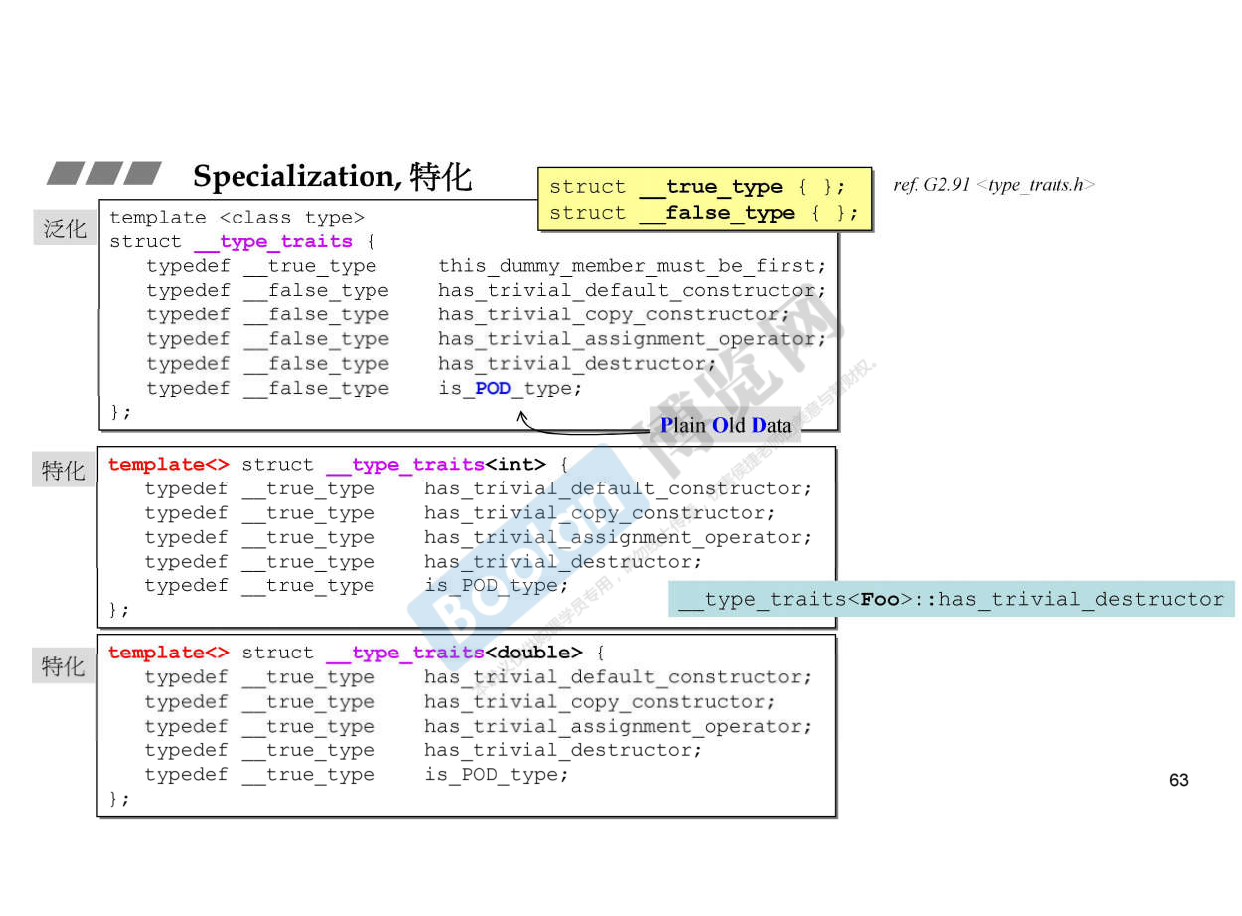 Specialization, 特化
struct __true_type { };
struct __false_type { };
ref. G2.91 <type_traits.h>
泛化
template <class type>
struct __type_traits {
typedef __true_type this_dummy_member_must_be_first;
typedef __false_type has_trivial_default_constructor;
typedef __false_type has_trivial_copy_constructor;
typedef __false_type has_trivial_assignment_operator;
typedef __false_type has_trivial_destructor;
typedef __false_type is_POD_type;
};
Plain Old Data
特化
template<> struct __type_traits<int> {
typedef __true_type has_trivial_default_constructor;
typedef __true_type has_trivial_copy_constructor;
typedef __true_type has_trivial_assignment_operator;
typedef __true_type has_trivial_destructor;
typedef __true_type is_POD_type;
};
__type_traits<Foo>::has_trivial_destructor
特化
template<> struct __type_traits<double> {
typedef __true_type has_trivial_default_constructor;
typedef __true_type has_trivial_copy_constructor;
typedef __true_type has_trivial_assignment_operator;
typedef __true_type has_trivial_destructor;
typedef __true_type is_POD_type;
};
63
Boolan
博览网